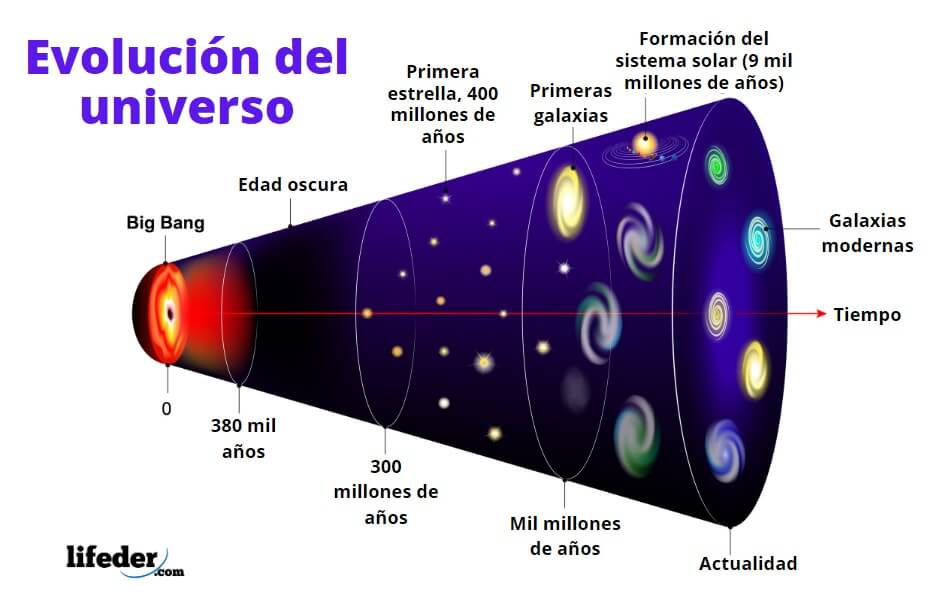 Evolución del
universo
Formación del
sistema solar (9 mil
millones de años)
Primera
estrella, 400
millones de
años
Primeras
galaxias
Edad oscura
Big Bang
Galaxias
modernas
Tiempo
0
380 mil
años
300
millones de
años
Mil millones
de años
Actualidad
lifeder.com